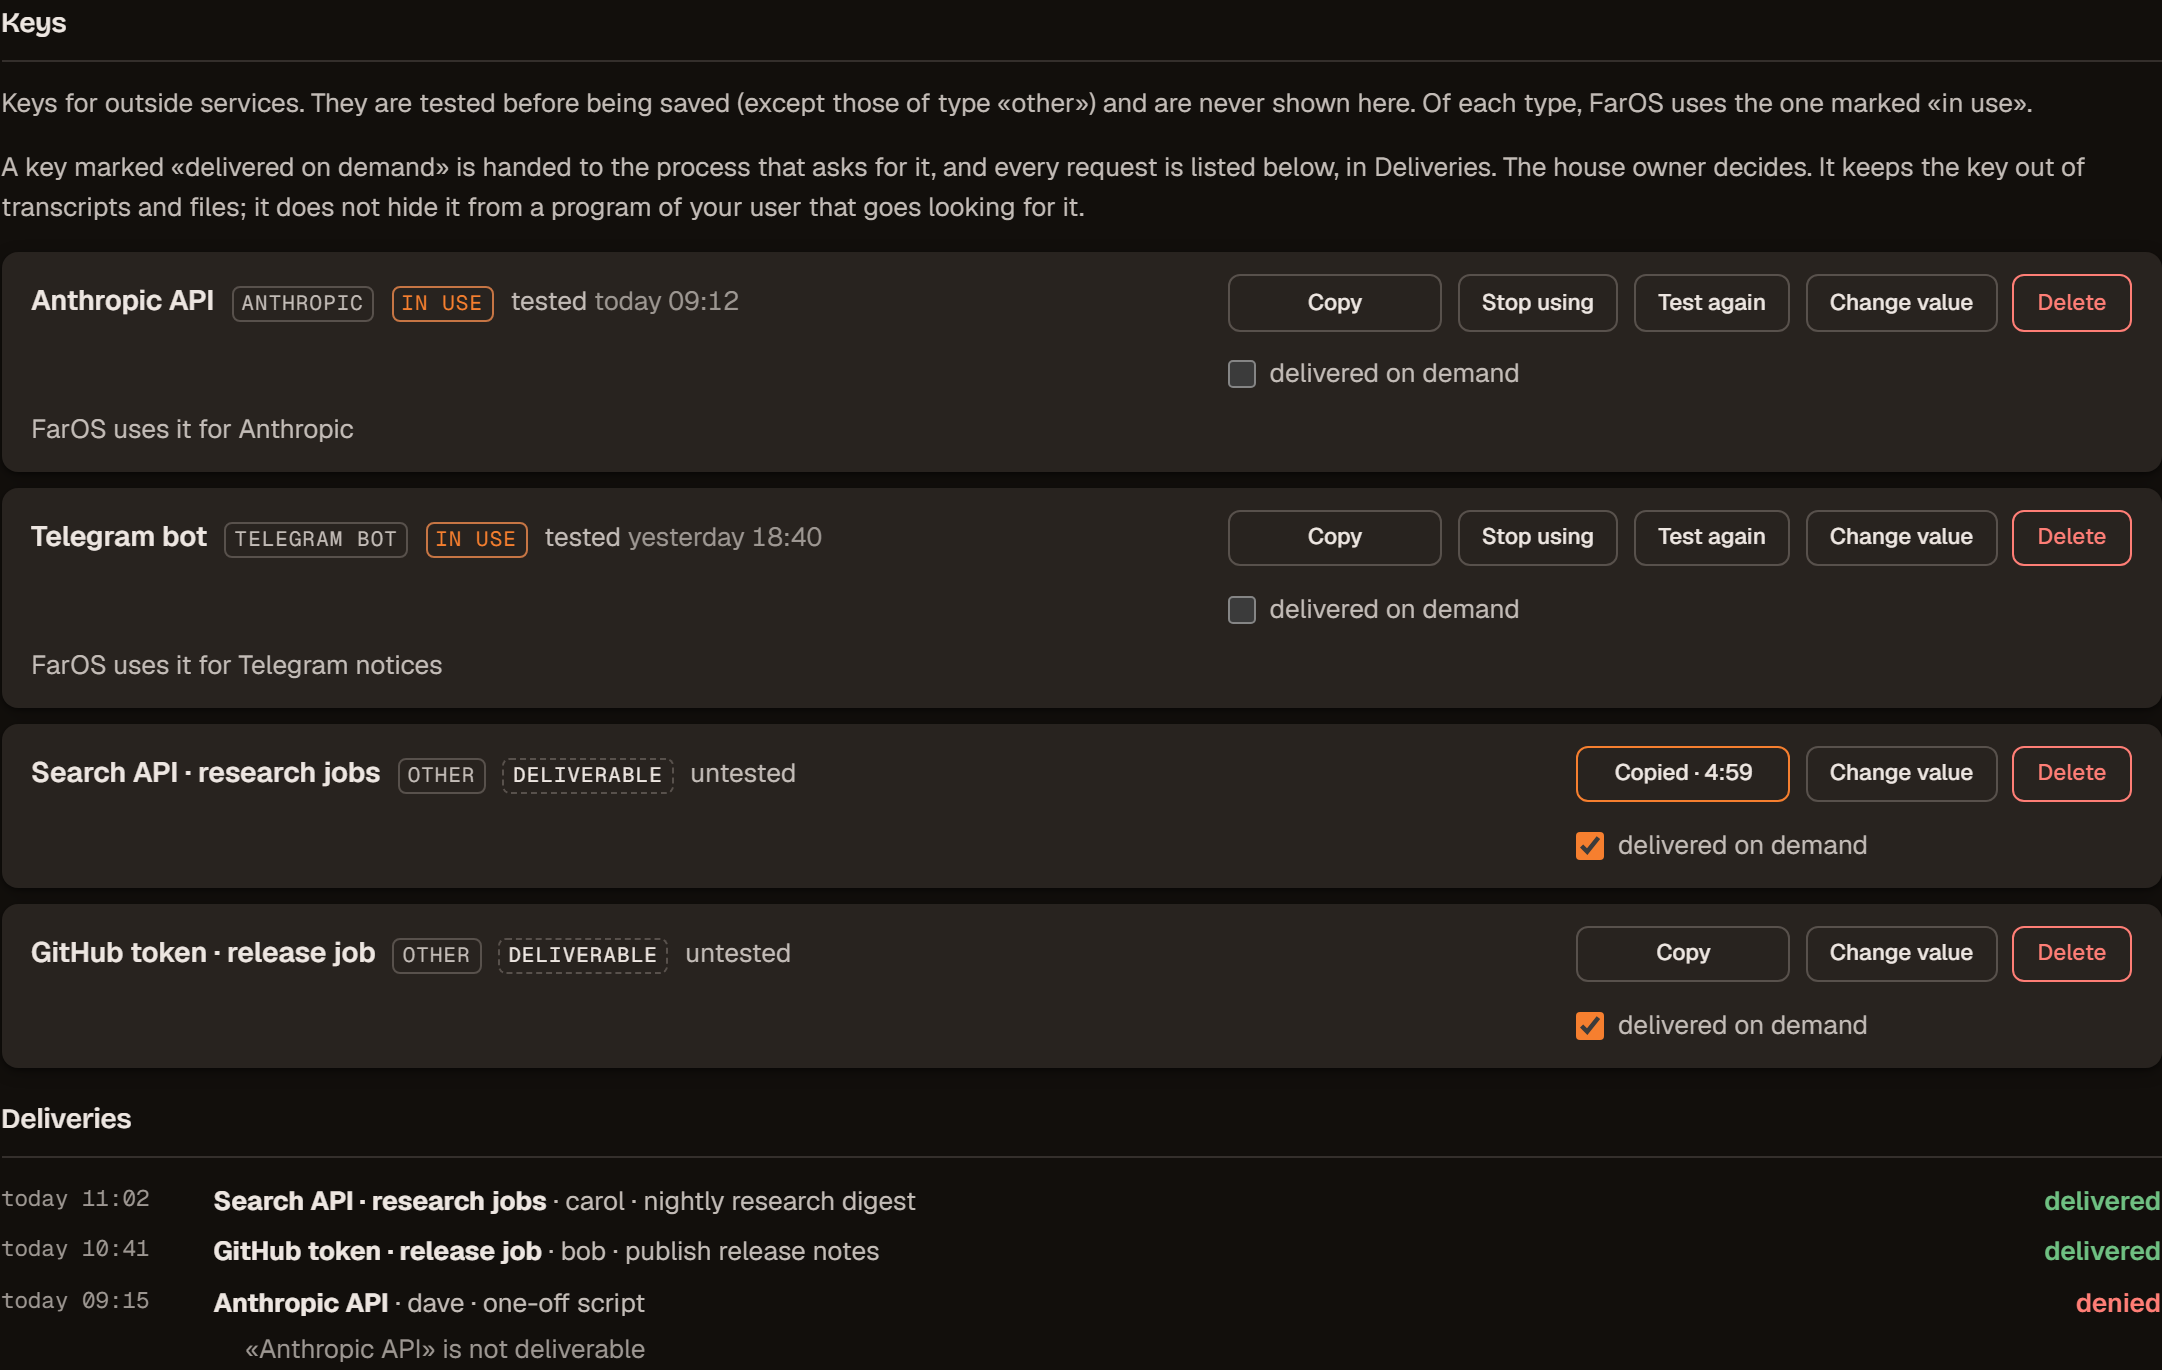 Keys
Keys for outside services. They are tested before being saved (except those of type «other») and are never shown here. Of each type, FarOS uses the one marked «in use».
A key marked «delivered on demand» is handed to the process that asks for it, and every request is listed below, in Deliveries. The house owner decides. It keeps the key out of
transcripts and files; it does not hide it from a program of your user that goes looking for it.
Anthropic API ANTHROPIC IN USE tested today 09:12 Copy Stop using Test again Change value Delete
delivered on demand
FarOS uses it for Anthropic
Telegram bot TELEGRAM BOT IN USE tested yesterday 18:40 Copy Stop using Test again Change value Delete
delivered on demand
FarOS uses it for Telegram notices
Search API · research jobs OTHER DELIVERABLE untested Copied · 4:59 Change value Delete
delivered on demand
GitHub token · release job OTHER DELIVERABLE untested Copy Change value Delete
delivered on demand
Deliveries
today 11:02 Search API · research jobs · carol · nightly research digest delivered
today 10:41 GitHub token · release job · bob · publish release notes delivered
today 09:15 Anthropic API · dave · one-off script denied
«Anthropic API» is not deliverable